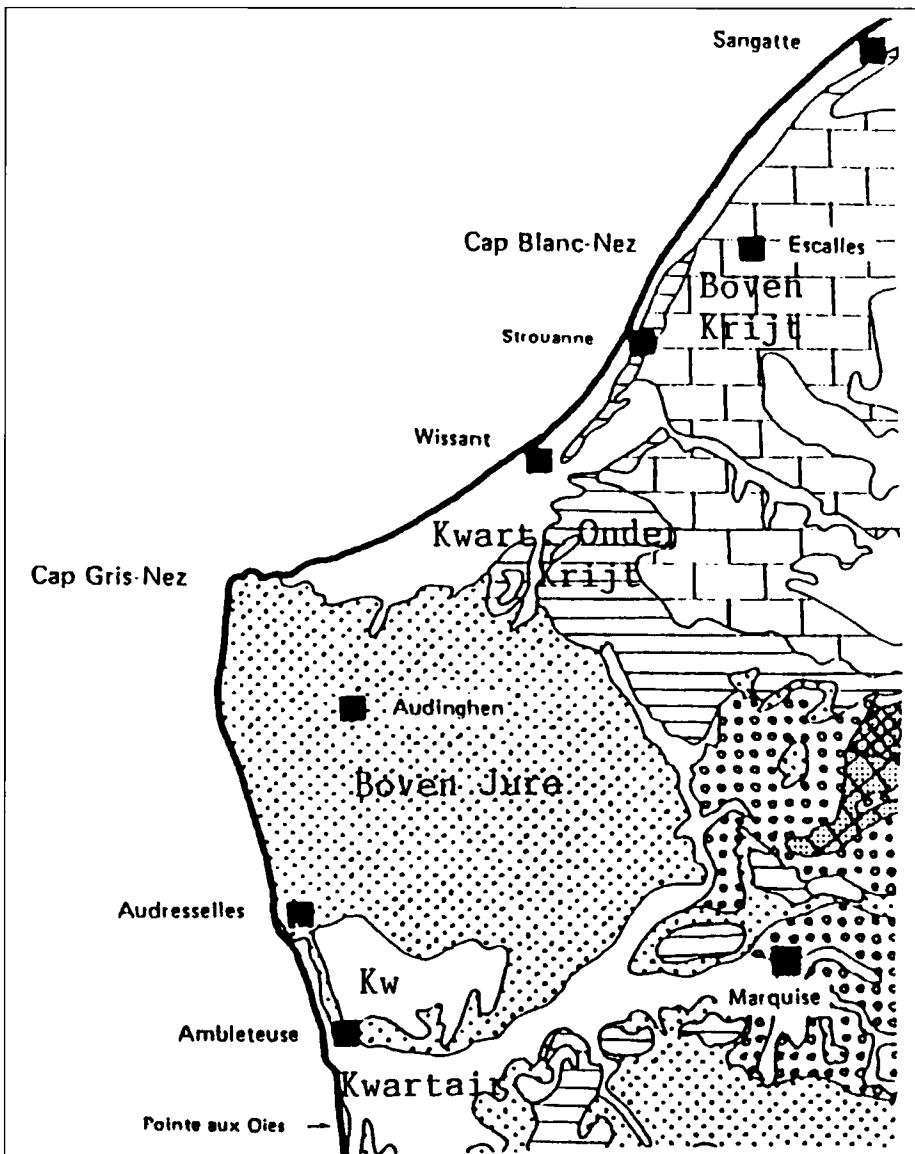 Sangatte
Cap Blanc-Nez
Escalles
Boven
Krijt
Strouanne
Wissant
Kwart. Onder
Krijt
Cap Gris-Nez
Audinghen
Boven Jura
Audresselles
Kw
Marquise
Ambleteuse
Kwartair
Pointe aux Oies